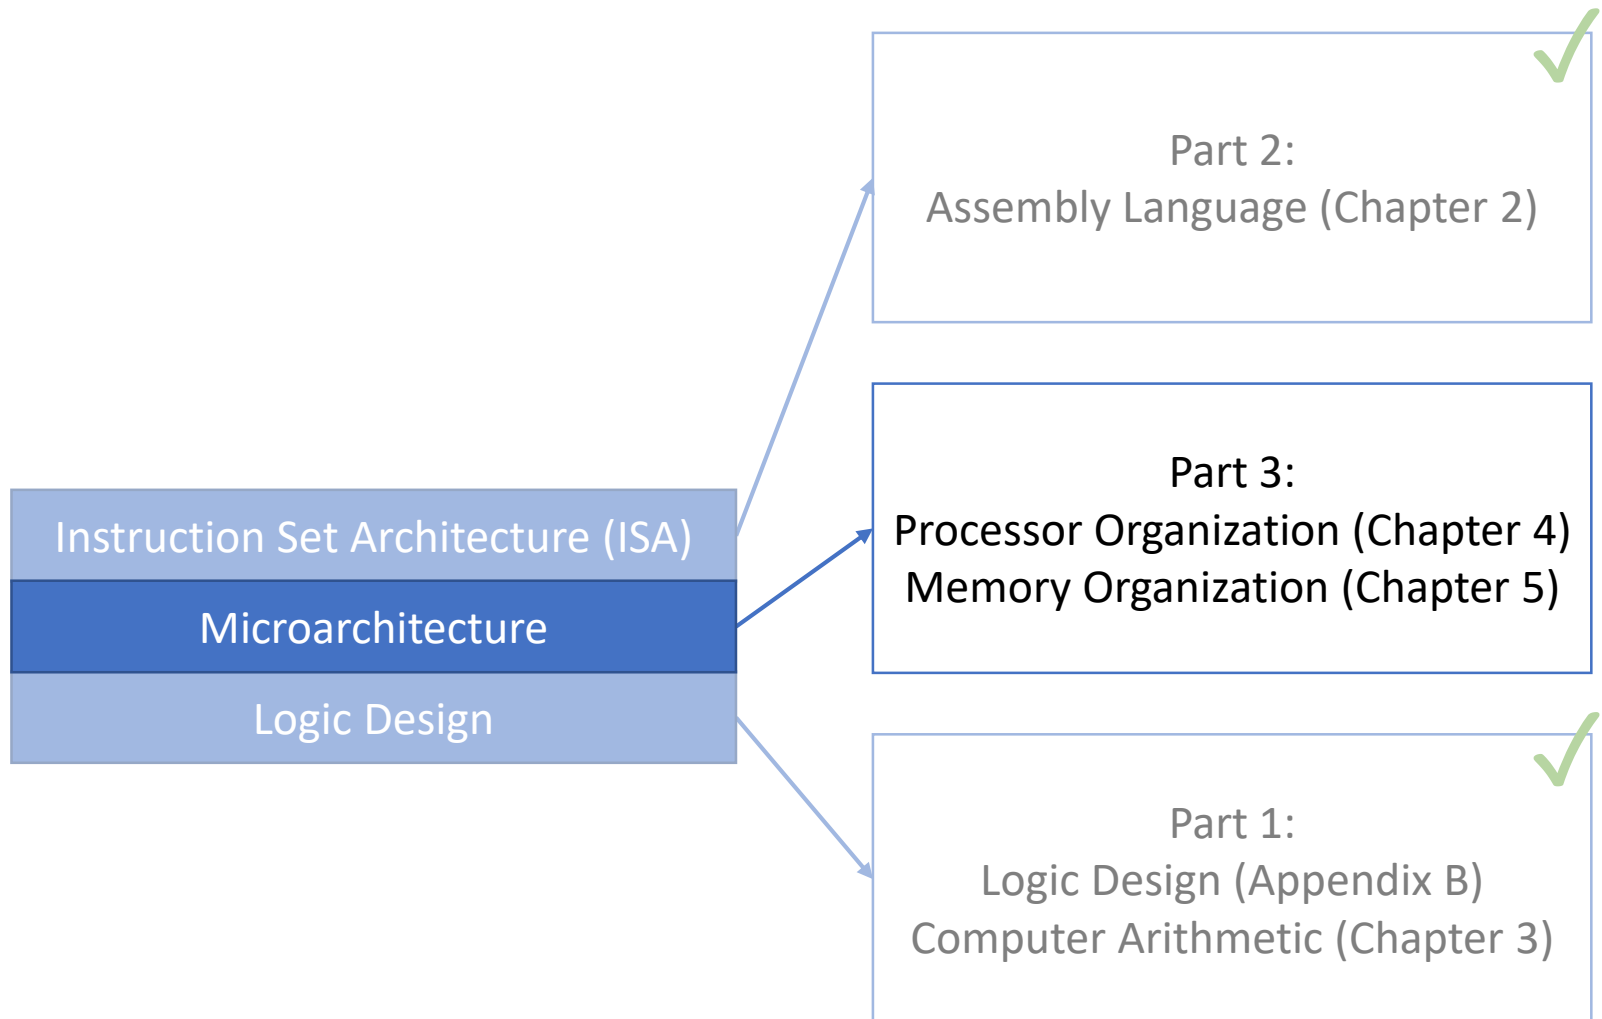 Part 2:
Assembly Language (Chapter 2)
Instruction Set Architecture (ISA)
Microarchitecture
Logic Design
Part 3:
Processor Organization (Chapter 4)
Memory Organization (Chapter 5)
Part 1:
Logic Design (Appendix B)
Computer Arithmetic (Chapter 3)